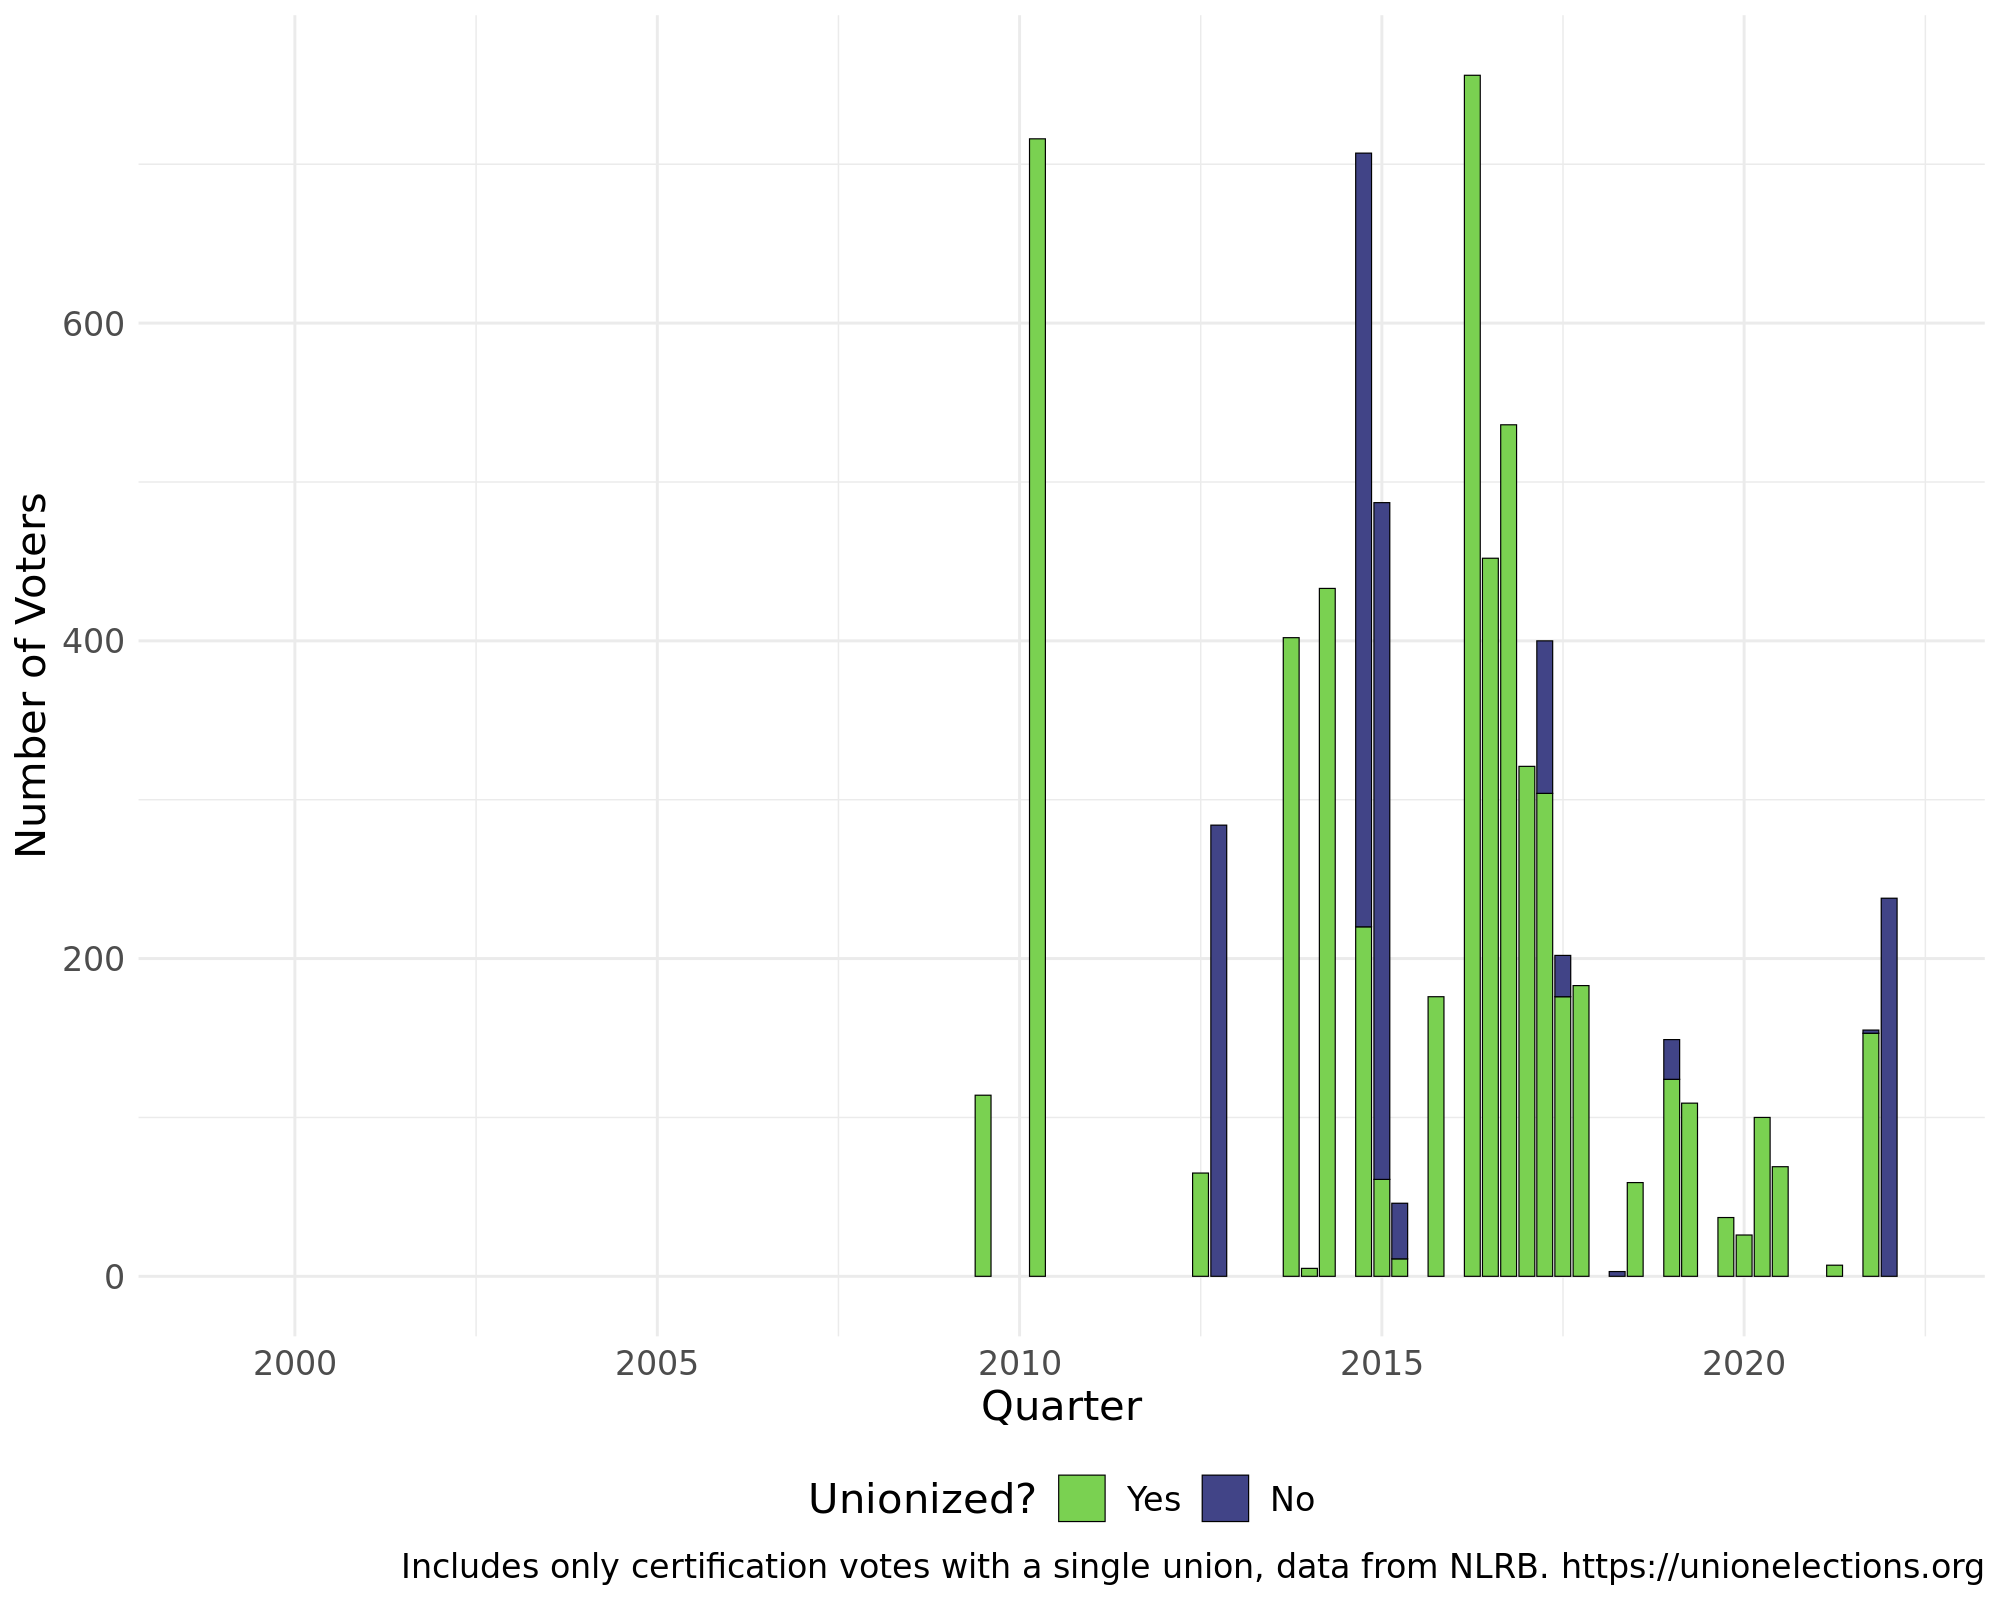 Number of Voters
600
400
200
0
2000 2005 2010 2015 2020
Quarter
Unionized? Yes No
Includes only certification votes with a single union, data from NLRB. https://unionelections.org